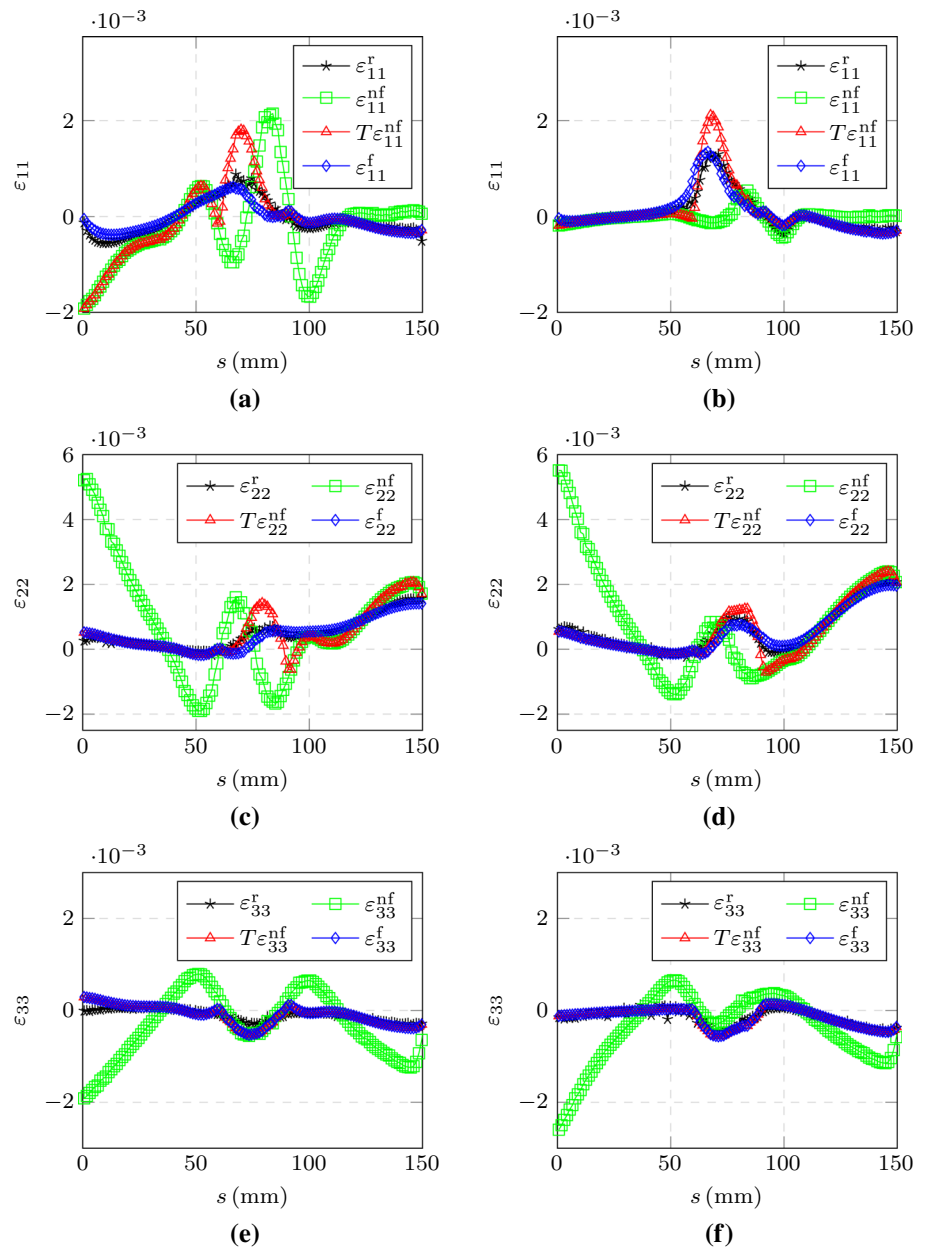 ·10⁻³
ε₁₁
2
0
−2
0 50 100 150
s (mm)
ε₁₁ʳ
ε₁₁ⁿᶠ
Tε₁₁ⁿᶠ
ε₁₁ᶠ
(a)
·10⁻³
ε₁₁
2
0
−2
0 50 100 150
s (mm)
ε₁₁ʳ
ε₁₁ⁿᶠ
Tε₁₁ⁿᶠ
ε₁₁ᶠ
(b)
·10⁻³
ε₂₂
6
4
2
0
−2
0 50 100 150
s (mm)
ε₂₂ʳ ε₂₂ⁿᶠ
Tε₂₂ⁿᶠ ε₂₂ᶠ
(c)
·10⁻³
ε₂₂
6
4
2
0
−2
0 50 100 150
s (mm)
ε₂₂ʳ ε₂₂ⁿᶠ
Tε₂₂ⁿᶠ ε₂₂ᶠ
(d)
·10⁻³
ε₃₃
2
0
−2
0 50 100 150
s (mm)
ε₃₃ʳ ε₃₃ⁿᶠ
Tε₃₃ⁿᶠ ε₃₃ᶠ
(e)
·10⁻³
ε₃₃
2
0
−2
0 50 100 150
s (mm)
ε₃₃ʳ ε₃₃ⁿᶠ
Tε₃₃ⁿᶠ ε₃₃ᶠ
(f)